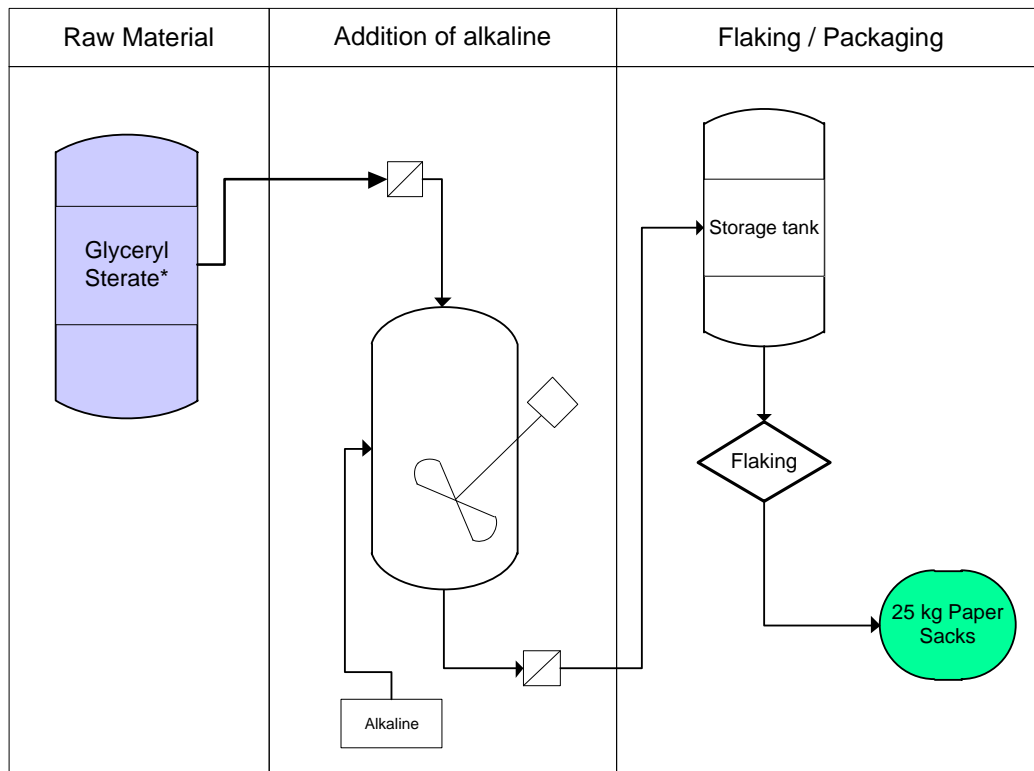 Raw Material
Addition of alkaline
Flaking / Packaging
Glyceryl
Sterate*
Storage tank
Flaking
25 kg Paper
Sacks
Alkaline